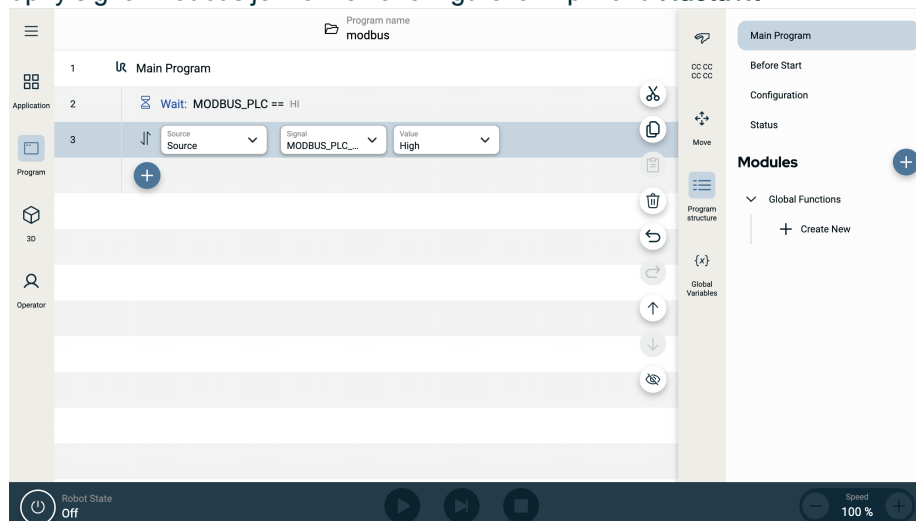 Program name
modbus
Main Program
Before Start
Configuration
Status
Modules
Global Functions
Create New
Application
Program
3D
Operator
1 Main Program
2 Wait: MODBUS_PLC == HI
3
Source
Source
Signal
MODBUS_PLC_...
Value
High
CC CC
CC CC
Move
Program
structure
{x}
Global
Variables
Robot State
Off
Speed
100 %